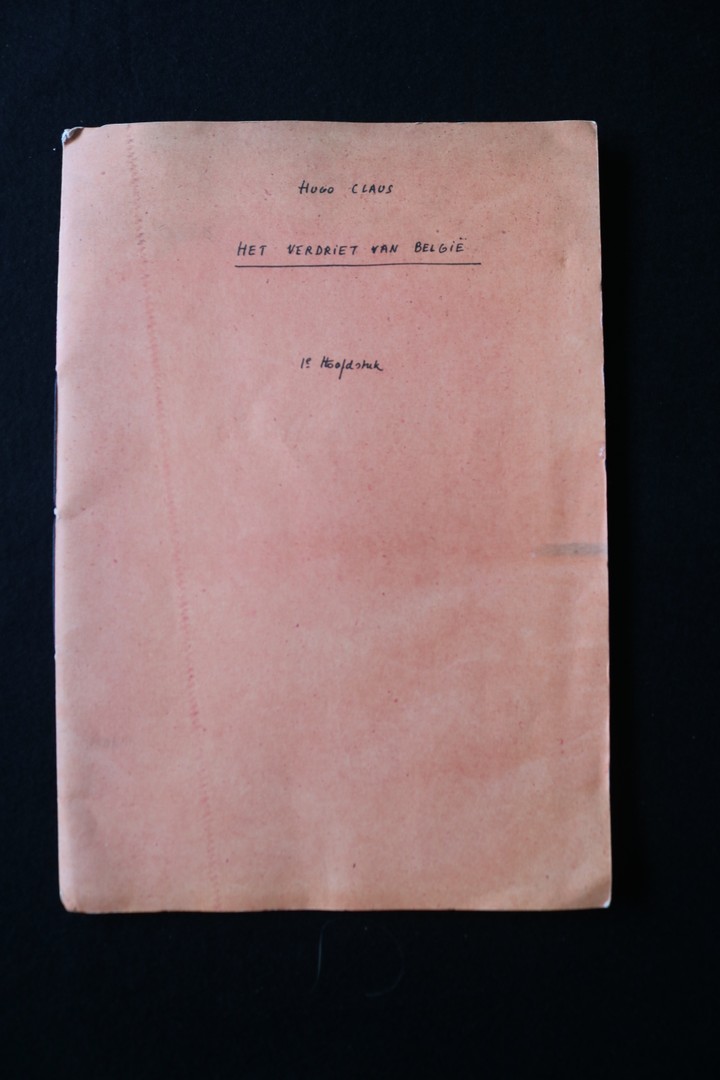 HUGO CLAUS
HET VERDRIET VAN BELGIË
1e Hoofdstuk